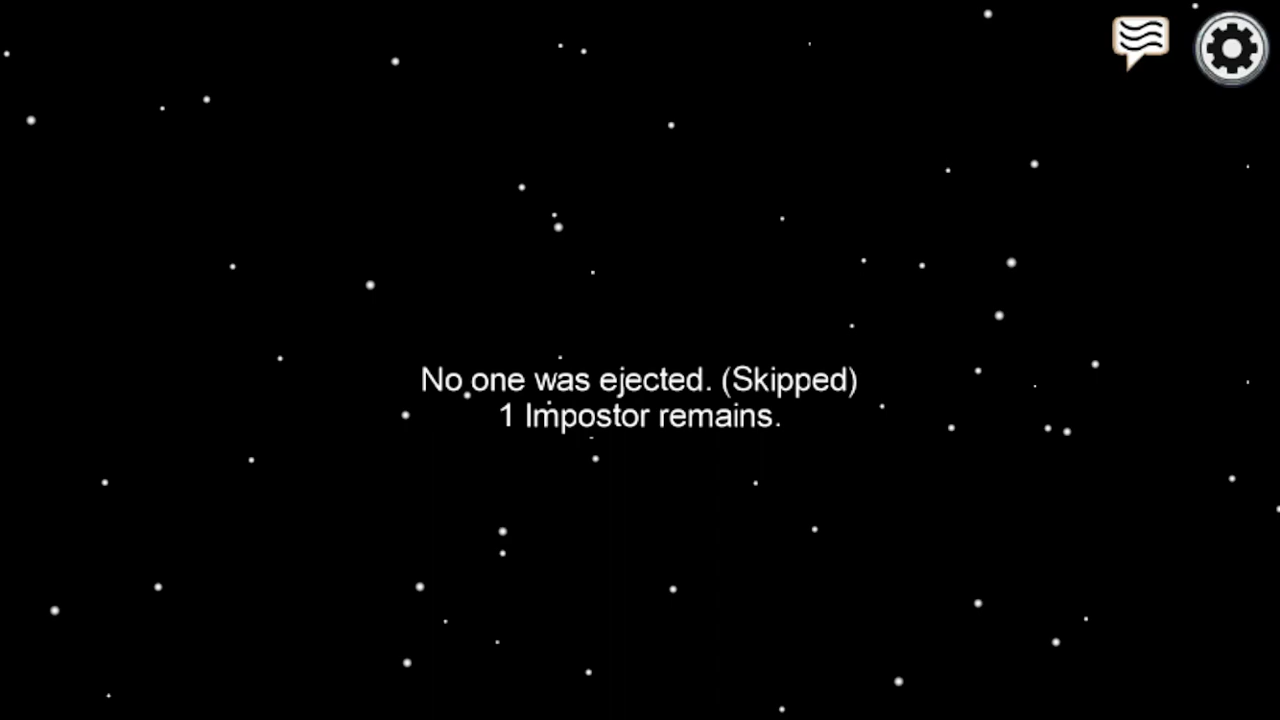 No one was ejected. (Skipped)
1 Impostor remains.